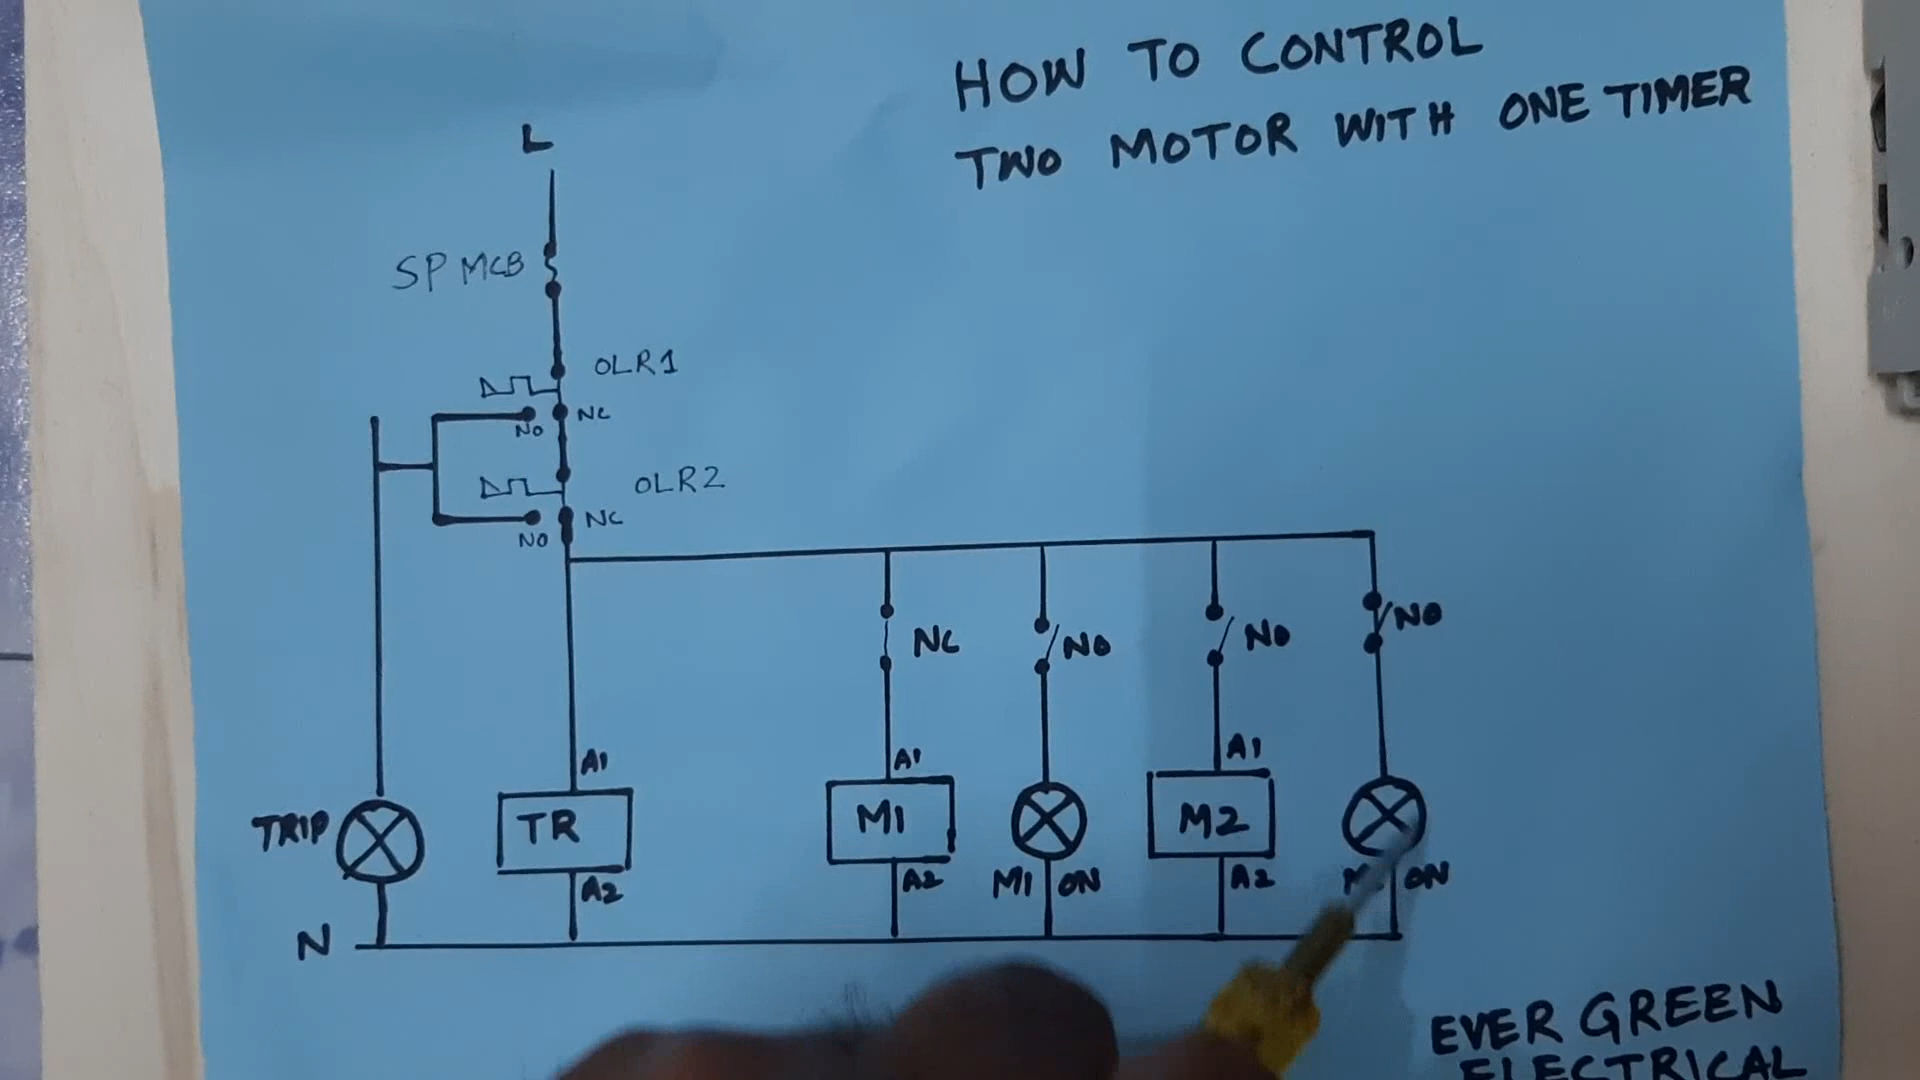 HOW TO CONTROL
TWO MOTOR WITH ONE TIMER
L
SP MCB
OLR1
NC
NO
OLR2
NC
NO
NC
NO
NO
NO
A1
A1
A1
TRIP
TR
M1
M2
A2
A2
M1 ON
A2
ON
N
EVER GREEN
ELECTRICAL